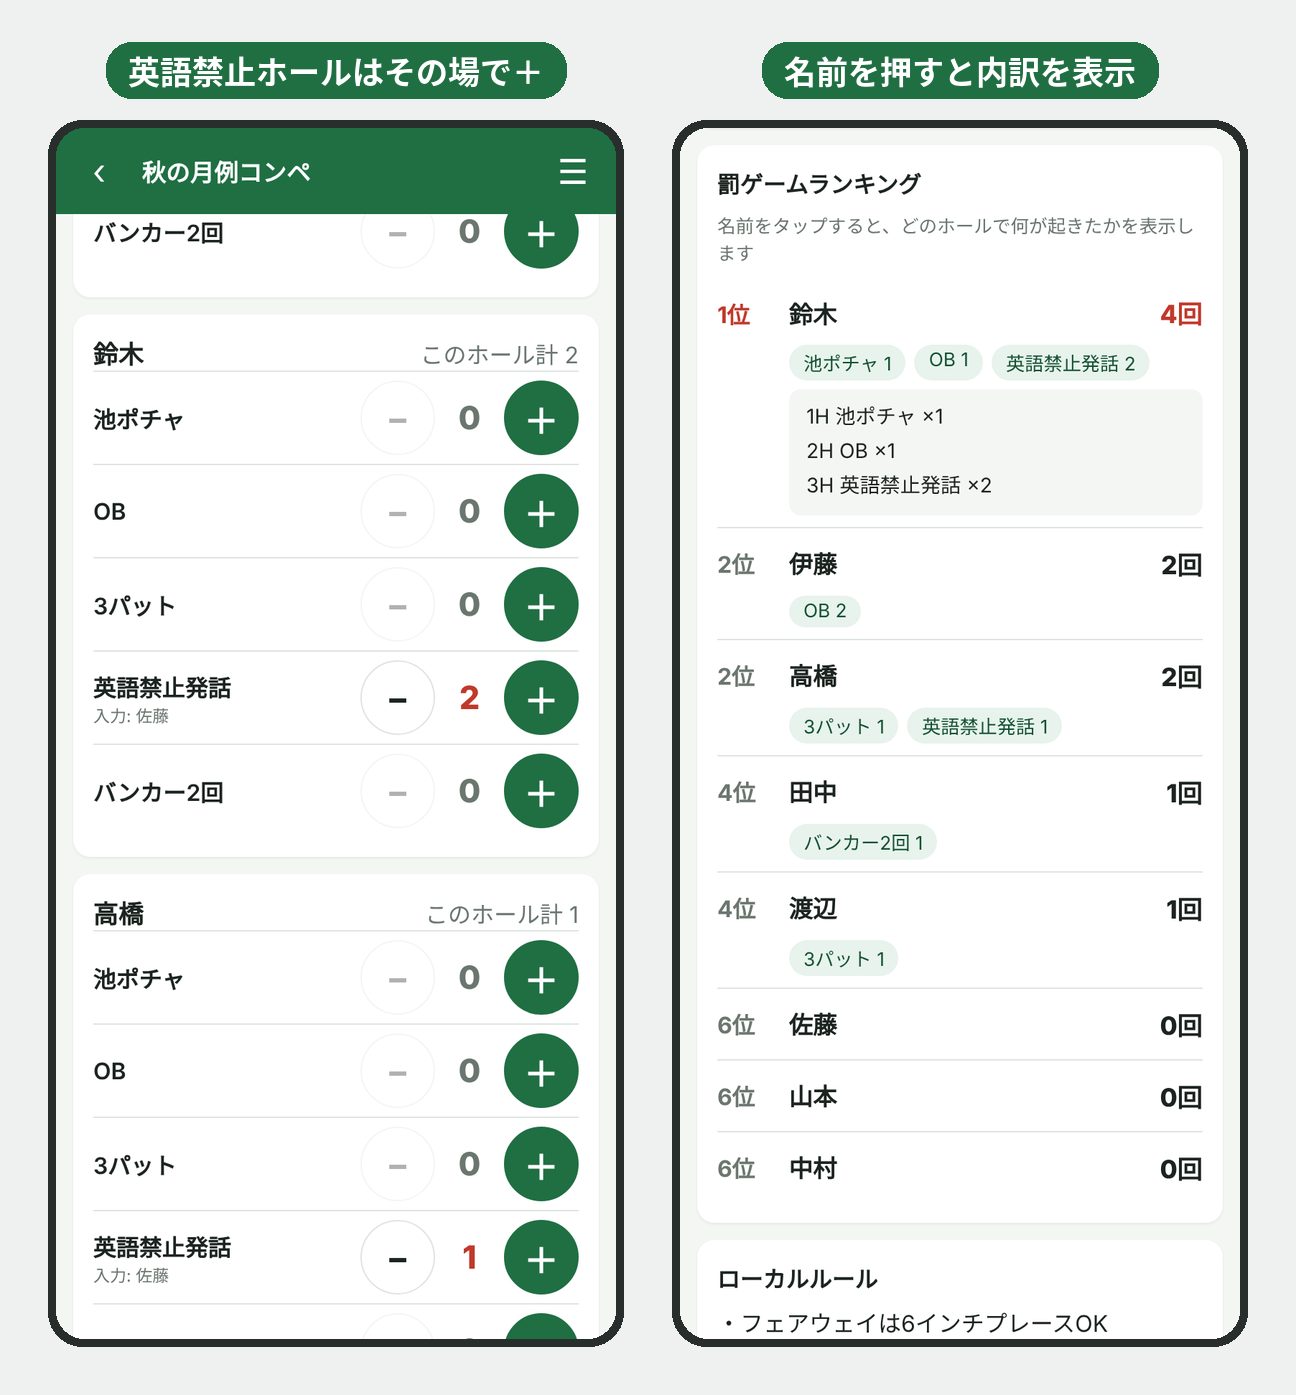 英語禁止ホールはその場で＋
‹ 秋の月例コンペ ☰
バンカー2回 − 0 ＋
鈴木 このホール計 2
池ポチャ − 0 ＋
OB − 0 ＋
3パット − 0 ＋
英語禁止発話 − 2 ＋
入力: 佐藤
バンカー2回 − 0 ＋
高橋 このホール計 1
池ポチャ − 0 ＋
OB − 0 ＋
3パット − 0 ＋
英語禁止発話 − 1 ＋
入力: 佐藤
名前を押すと内訳を表示
罰ゲームランキング
名前をタップすると、どのホールで何が起きたかを表示し
ます
1位 鈴木 4回
池ポチャ 1 OB 1 英語禁止発話 2
1H 池ポチャ ×1
2H OB ×1
3H 英語禁止発話 ×2
2位 伊藤 2回
OB 2
2位 高橋 2回
3パット 1 英語禁止発話 1
4位 田中 1回
バンカー2回 1
4位 渡辺 1回
3パット 1
6位 佐藤 0回
6位 山本 0回
6位 中村 0回
ローカルルール
・フェアウェイは6インチプレースOK